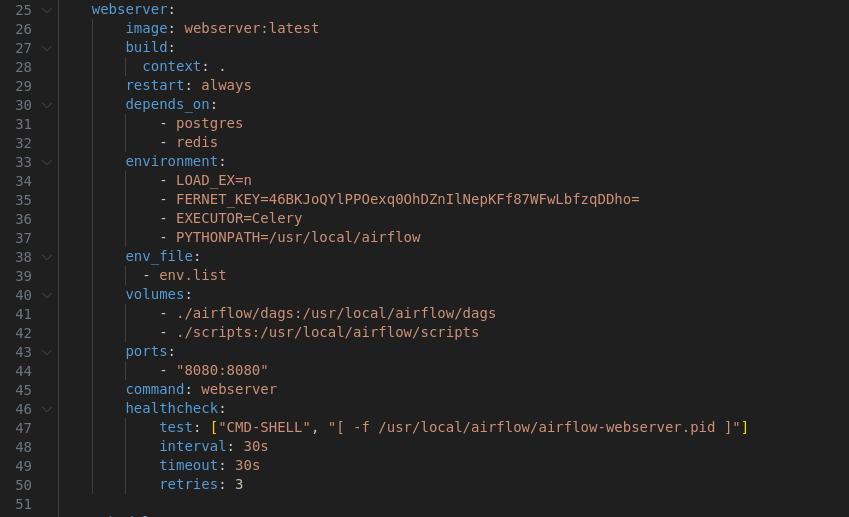 25 webserver:
26 image: webserver:latest
27 build:
28 context: .
29 restart: always
30 depends_on:
31 - postgres
32 - redis
33 environment:
34 - LOAD_EX=n
35 - FERNET_KEY=46BKJoQYlPPOexq0OhDZnIlNepKFf87WFwLbfzqDDho=
36 - EXECUTOR=Celery
37 - PYTHONPATH=/usr/local/airflow
38 env_file:
39 - env.list
40 volumes:
41 - ./airflow/dags:/usr/local/airflow/dags
42 - ./scripts:/usr/local/airflow/scripts
43 ports:
44 - "8080:8080"
45 command: webserver
46 healthcheck:
47 test: ["CMD-SHELL", "[ -f /usr/local/airflow/airflow-webserver.pid ]"]
48 interval: 30s
49 timeout: 30s
50 retries: 3
51